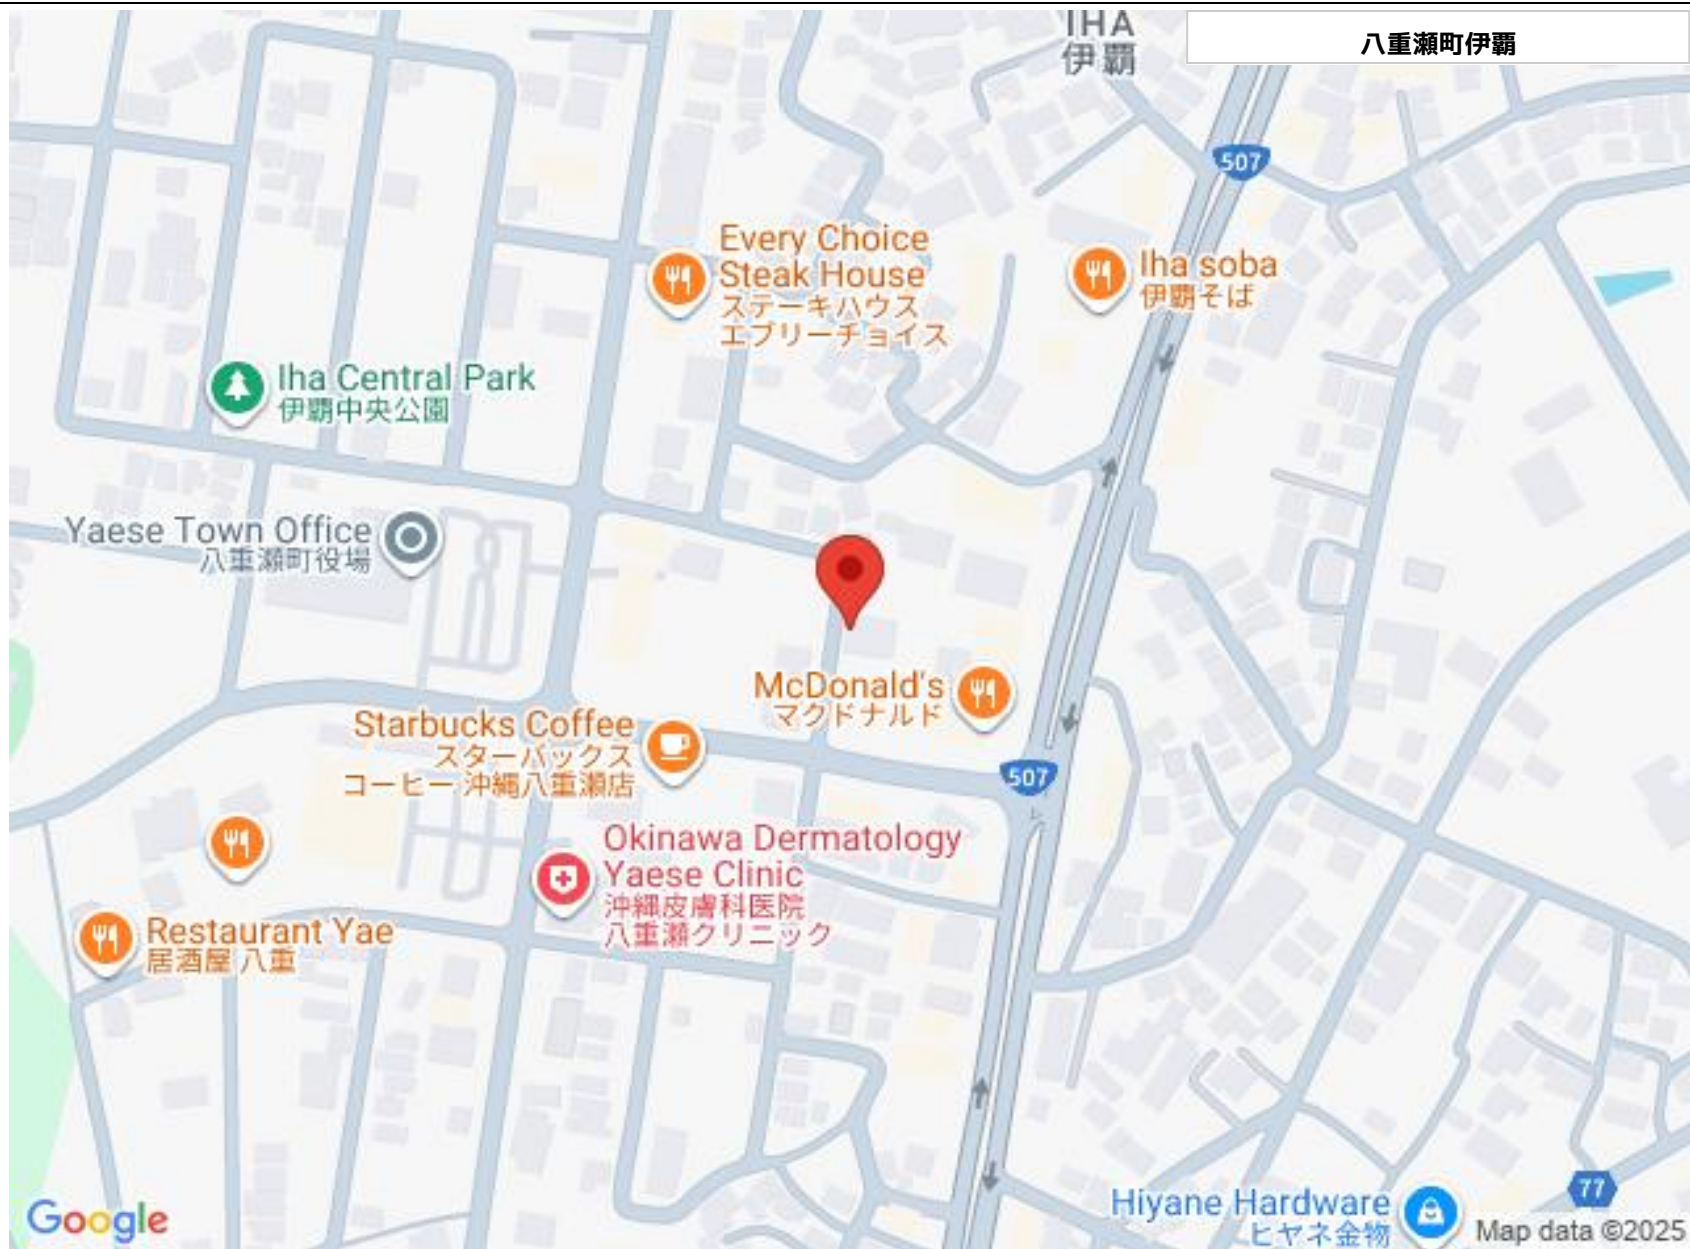 IHA
伊覇
八重瀬町伊覇
507
Every Choice
Steak House
ステーキハウス
エブリーチョイス
Iha soba
伊覇そば
Iha Central Park
伊覇中央公園
Yaese Town Office
八重瀬町役場
McDonald's
マクドナルド
Starbucks Coffee
スターバックス
コーヒー 沖縄八重瀬店
507
Okinawa Dermatology
Yaese Clinic
沖縄皮膚科医院
八重瀬クリニック
Restaurant Yae
居酒屋 八重
77
Hiyane Hardware
ヒヤネ金物
Google
Map data ©2025